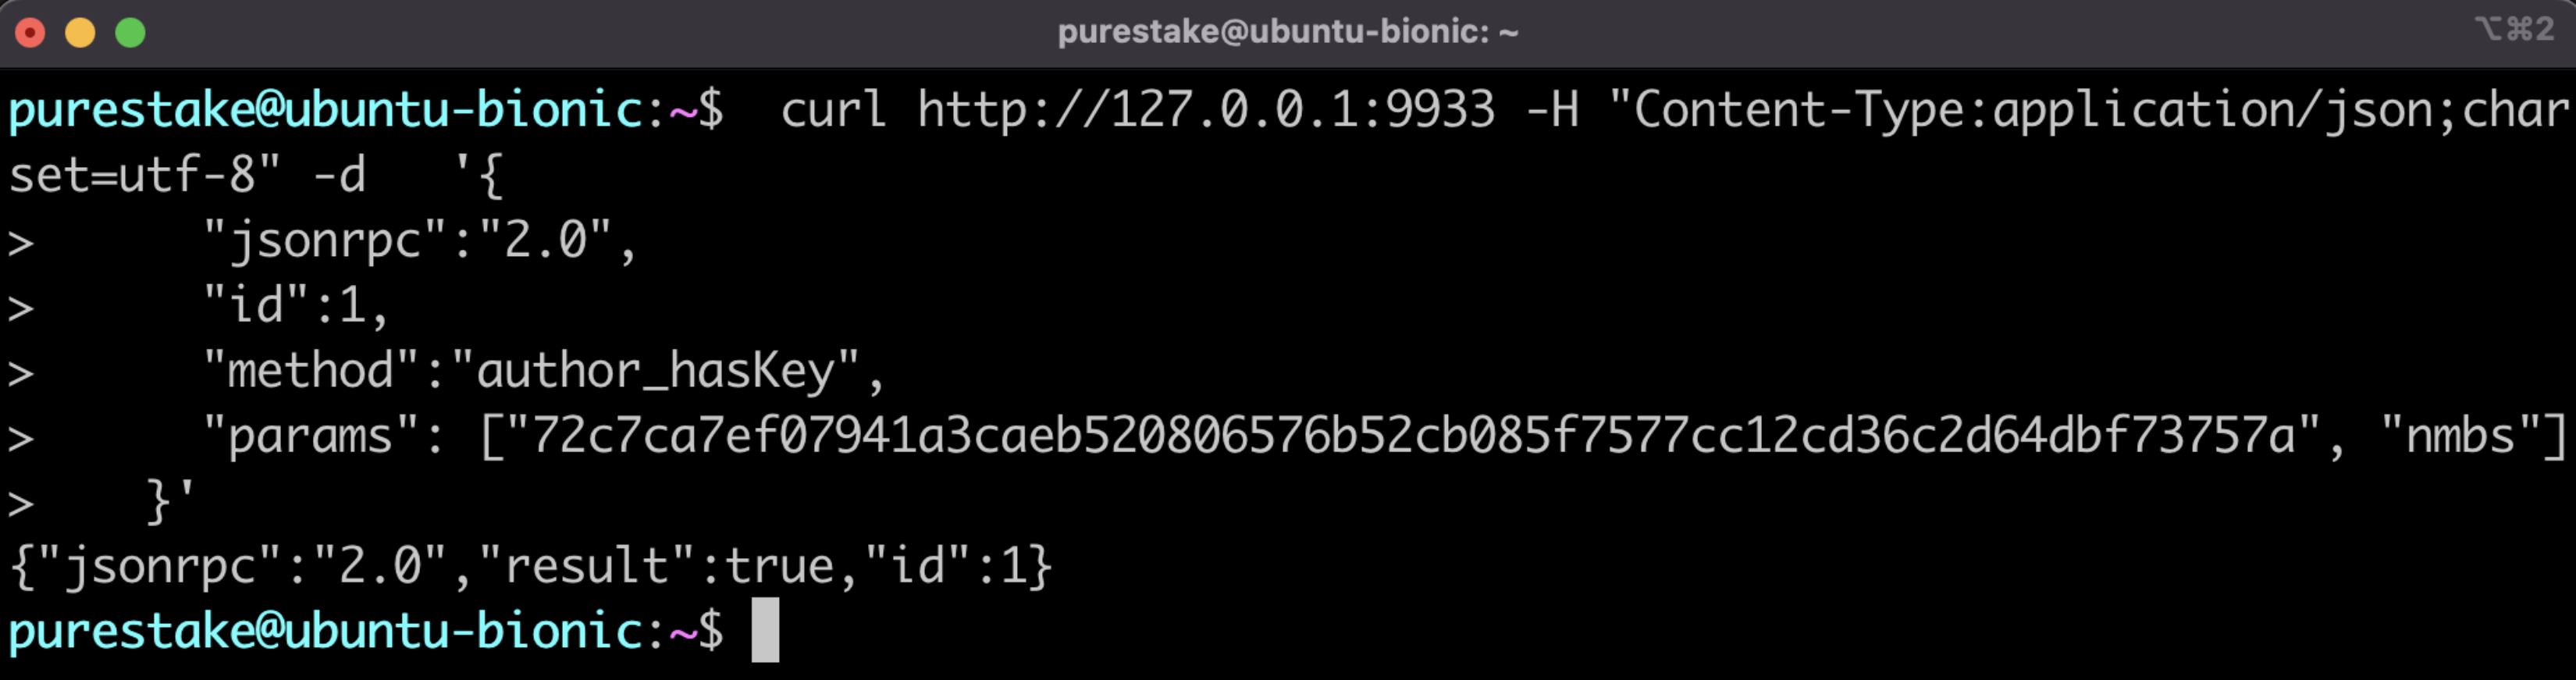 purestake@ubuntu-bionic: ~
⌥⌘2
purestake@ubuntu-bionic:~$  curl http://127.0.0.1:9933 -H "Content-Type:application/json;char
set=utf-8" -d   '{
>      "jsonrpc":"2.0",
>      "id":1,
>      "method":"author_hasKey",
>      "params": ["72c7ca7ef07941a3caeb520806576b52cb085f7577cc12cd36c2d64dbf73757a", "nmbs"]
>    }'
{"jsonrpc":"2.0","result":true,"id":1}
purestake@ubuntu-bionic:~$